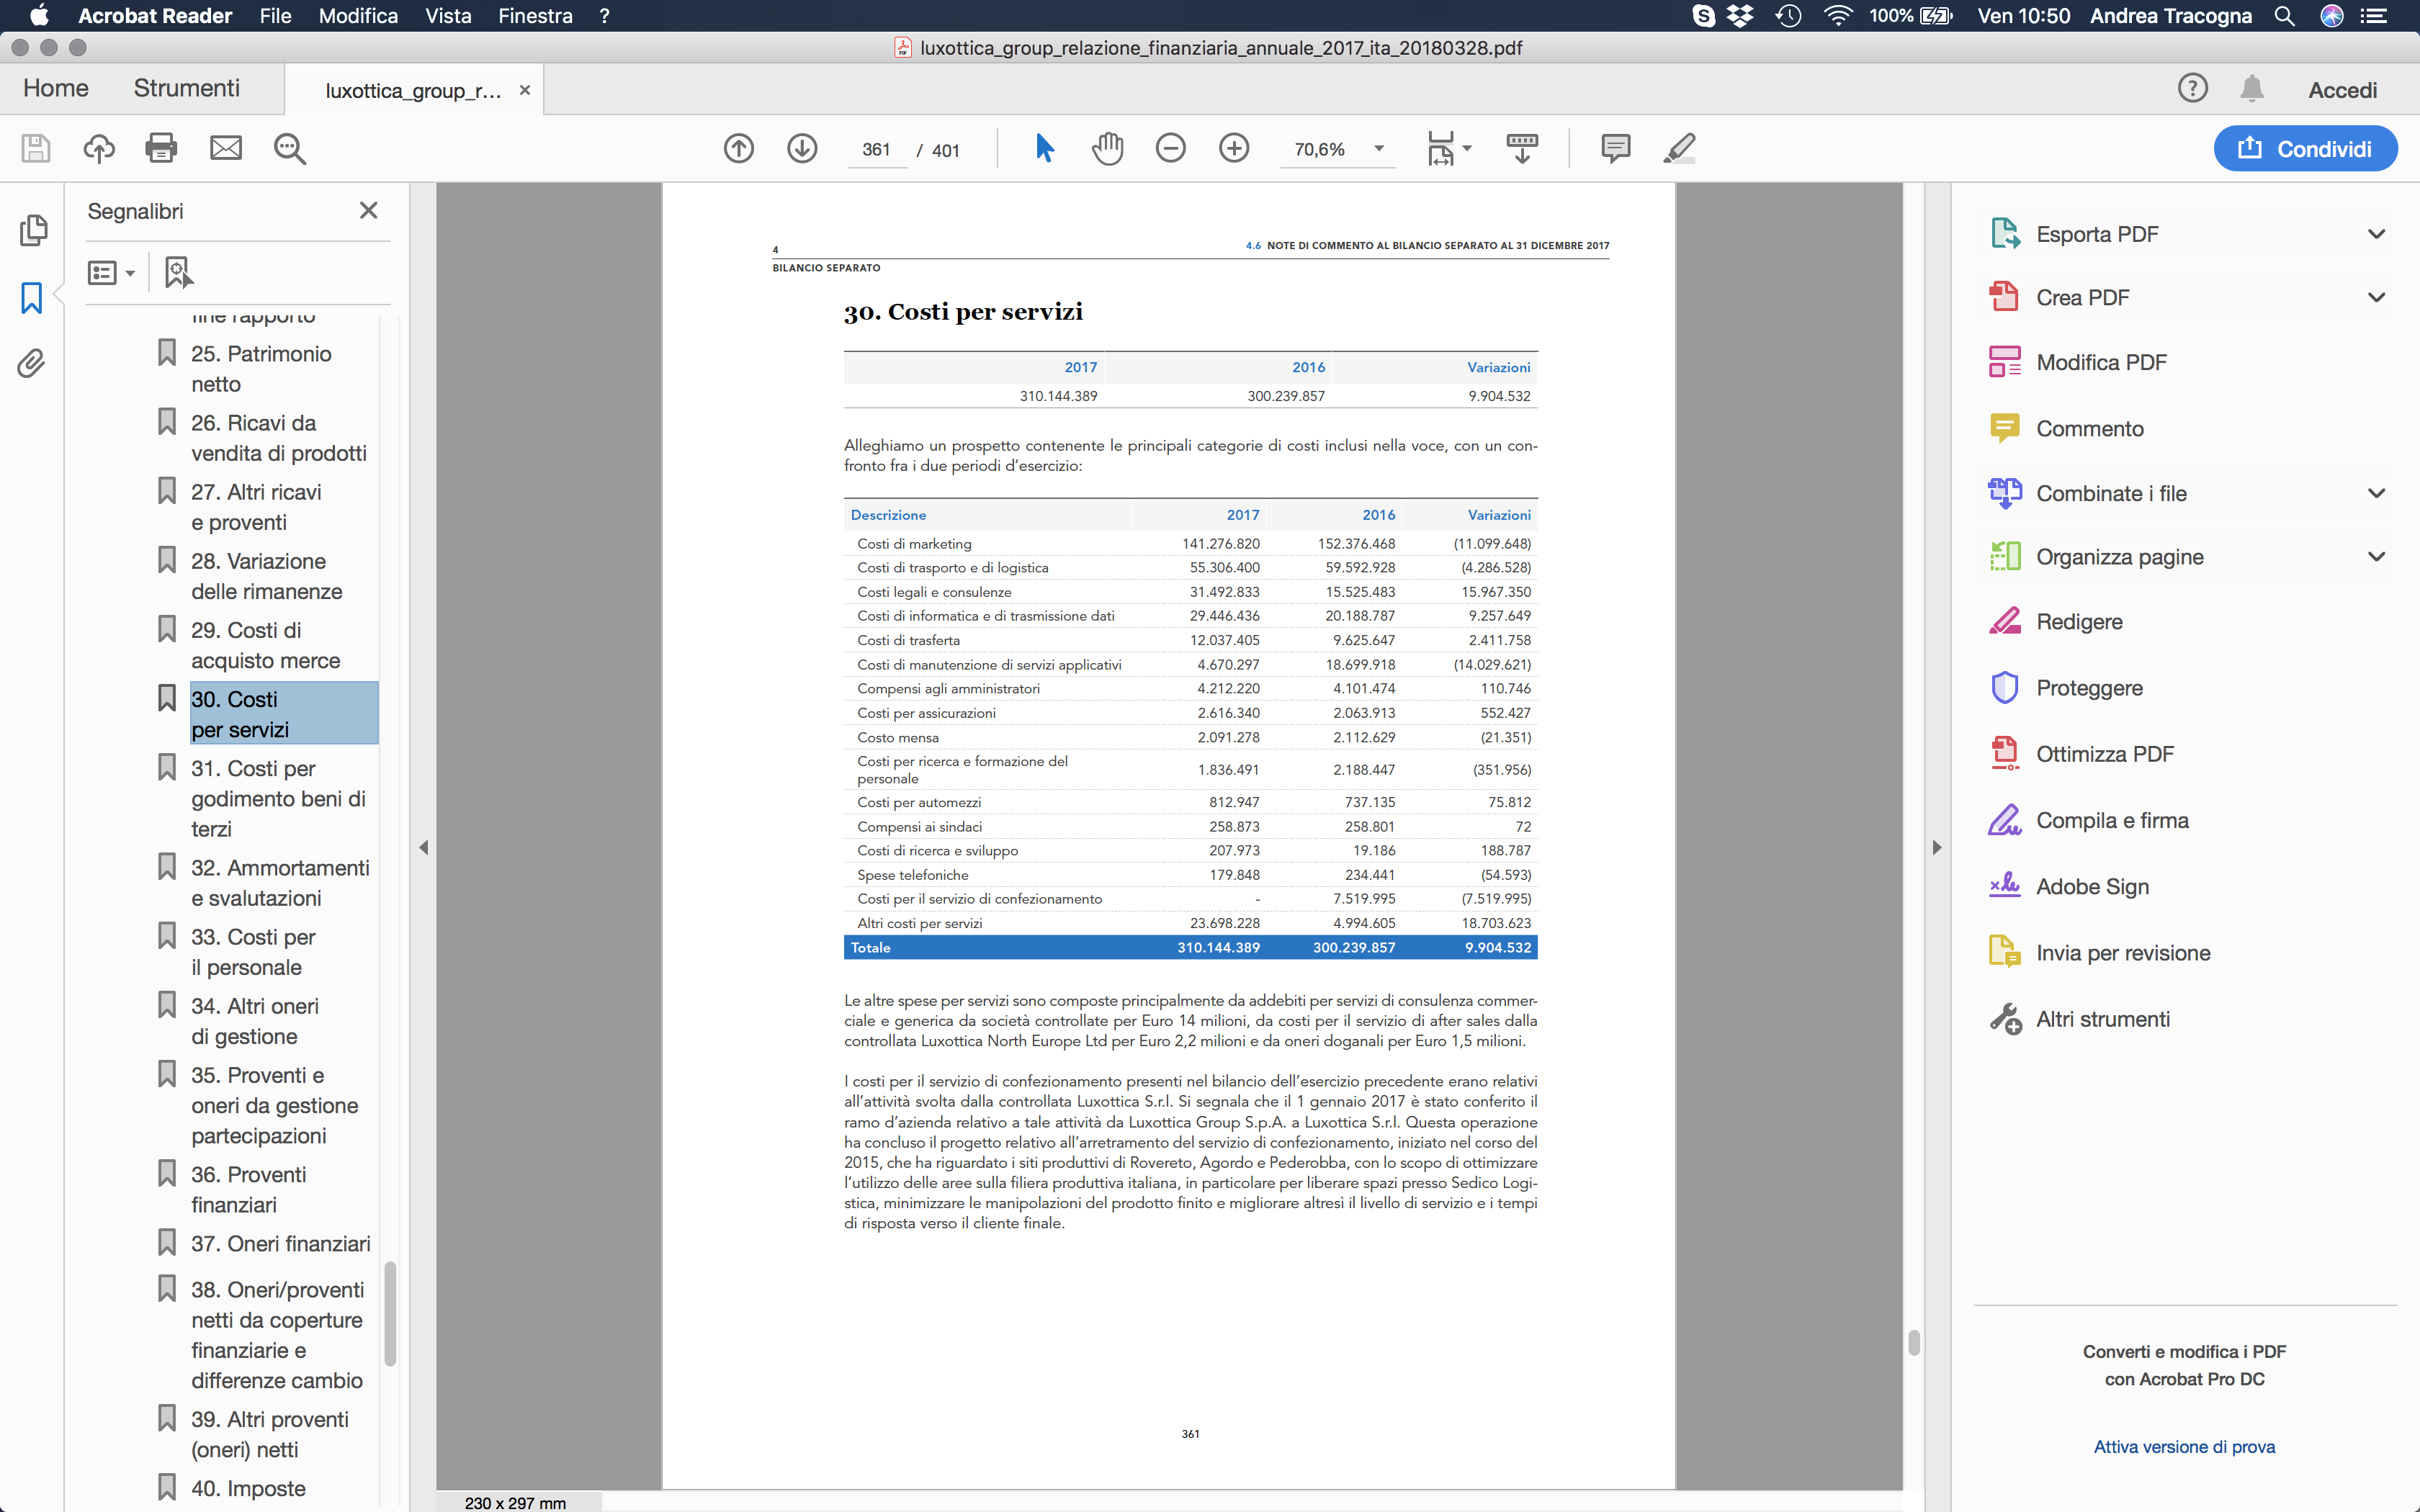 Acrobat Reader File Modifica Vista Finestra ? 100% Ven 10:50 Andrea Tracogna
luxottica_group_relazione_finanziaria_annuale_2017_ita_20180328.pdf
Home Strumenti luxottica_group_r... × ? Accedi
361 / 401 70,6% Condividi
Segnalibri
fine rapporto
25. Patrimonio
netto
26. Ricavi da
vendita di prodotti
27. Altri ricavi
e proventi
28. Variazione
delle rimanenze
29. Costi di
acquisto merce
30. Costi
per servizi
31. Costi per
godimento beni di
terzi
32. Ammortamenti
e svalutazioni
33. Costi per
il personale
34. Altri oneri
di gestione
35. Proventi e
oneri da gestione
partecipazioni
36. Proventi
finanziari
37. Oneri finanziari
38. Oneri/proventi
netti da coperture
finanziarie e
differenze cambio
39. Altri proventi
(oneri) netti
40. Imposte
4 4.6 NOTE DI COMMENTO AL BILANCIO SEPARATO AL 31 DICEMBRE 2017
BILANCIO SEPARATO
30. Costi per servizi
2017 2016 Variazioni
310.144.389 300.239.857 9.904.532
Alleghiamo un prospetto contenente le principali categorie di costi inclusi nella voce, con un con-
fronto fra i due periodi d'esercizio:
Descrizione 2017 2016 Variazioni
Costi di marketing 141.276.820 152.376.468 (11.099.648)
Costi di trasporto e di logistica 55.306.400 59.592.928 (4.286.528)
Costi legali e consulenze 31.492.833 15.525.483 15.967.350
Costi di informatica e di trasmissione dati 29.446.436 20.188.787 9.257.649
Costi di trasferta 12.037.405 9.625.647 2.411.758
Costi di manutenzione di servizi applicativi 4.670.297 18.699.918 (14.029.621)
Compensi agli amministratori 4.212.220 4.101.474 110.746
Costi per assicurazioni 2.616.340 2.063.913 552.427
Costo mensa 2.091.278 2.112.629 (21.351)
Costi per ricerca e formazione del
personale 1.836.491 2.188.447 (351.956)
Costi per automezzi 812.947 737.135 75.812
Compensi ai sindaci 258.873 258.801 72
Costi di ricerca e sviluppo 207.973 19.186 188.787
Spese telefoniche 179.848 234.441 (54.593)
Costi per il servizio di confezionamento - 7.519.995 (7.519.995)
Altri costi per servizi 23.698.228 4.994.605 18.703.623
Totale 310.144.389 300.239.857 9.904.532
Le altre spese per servizi sono composte principalmente da addebiti per servizi di consulenza commer-
ciale e generica da società controllate per Euro 14 milioni, da costi per il servizio di after sales dalla
controllata Luxottica North Europe Ltd per Euro 2,2 milioni e da oneri doganali per Euro 1,5 milioni.
I costi per il servizio di confezionamento presenti nel bilancio dell'esercizio precedente erano relativi
all'attività svolta dalla controllata Luxottica S.r.l. Si segnala che il 1 gennaio 2017 è stato conferito il
ramo d'azienda relativo a tale attività da Luxottica Group S.p.A. a Luxottica S.r.l. Questa operazione
ha concluso il progetto relativo all'arretramento del servizio di confezionamento, iniziato nel corso del
2015, che ha riguardato i siti produttivi di Rovereto, Agordo e Pederobba, con lo scopo di ottimizzare
l'utilizzo delle aree sulla filiera produttiva italiana, in particolare per liberare spazi presso Sedico Logi-
stica, minimizzare le manipolazioni del prodotto finito e migliorare altresì il livello di servizio e i tempi
di risposta verso il cliente finale.
361
230 x 297 mm
Esporta PDF
Crea PDF
Modifica PDF
Commento
Combinate i file
Organizza pagine
Redigere
Proteggere
Ottimizza PDF
Compila e firma
Adobe Sign
Invia per revisione
Altri strumenti
Converti e modifica i PDF
con Acrobat Pro DC
Attiva versione di prova